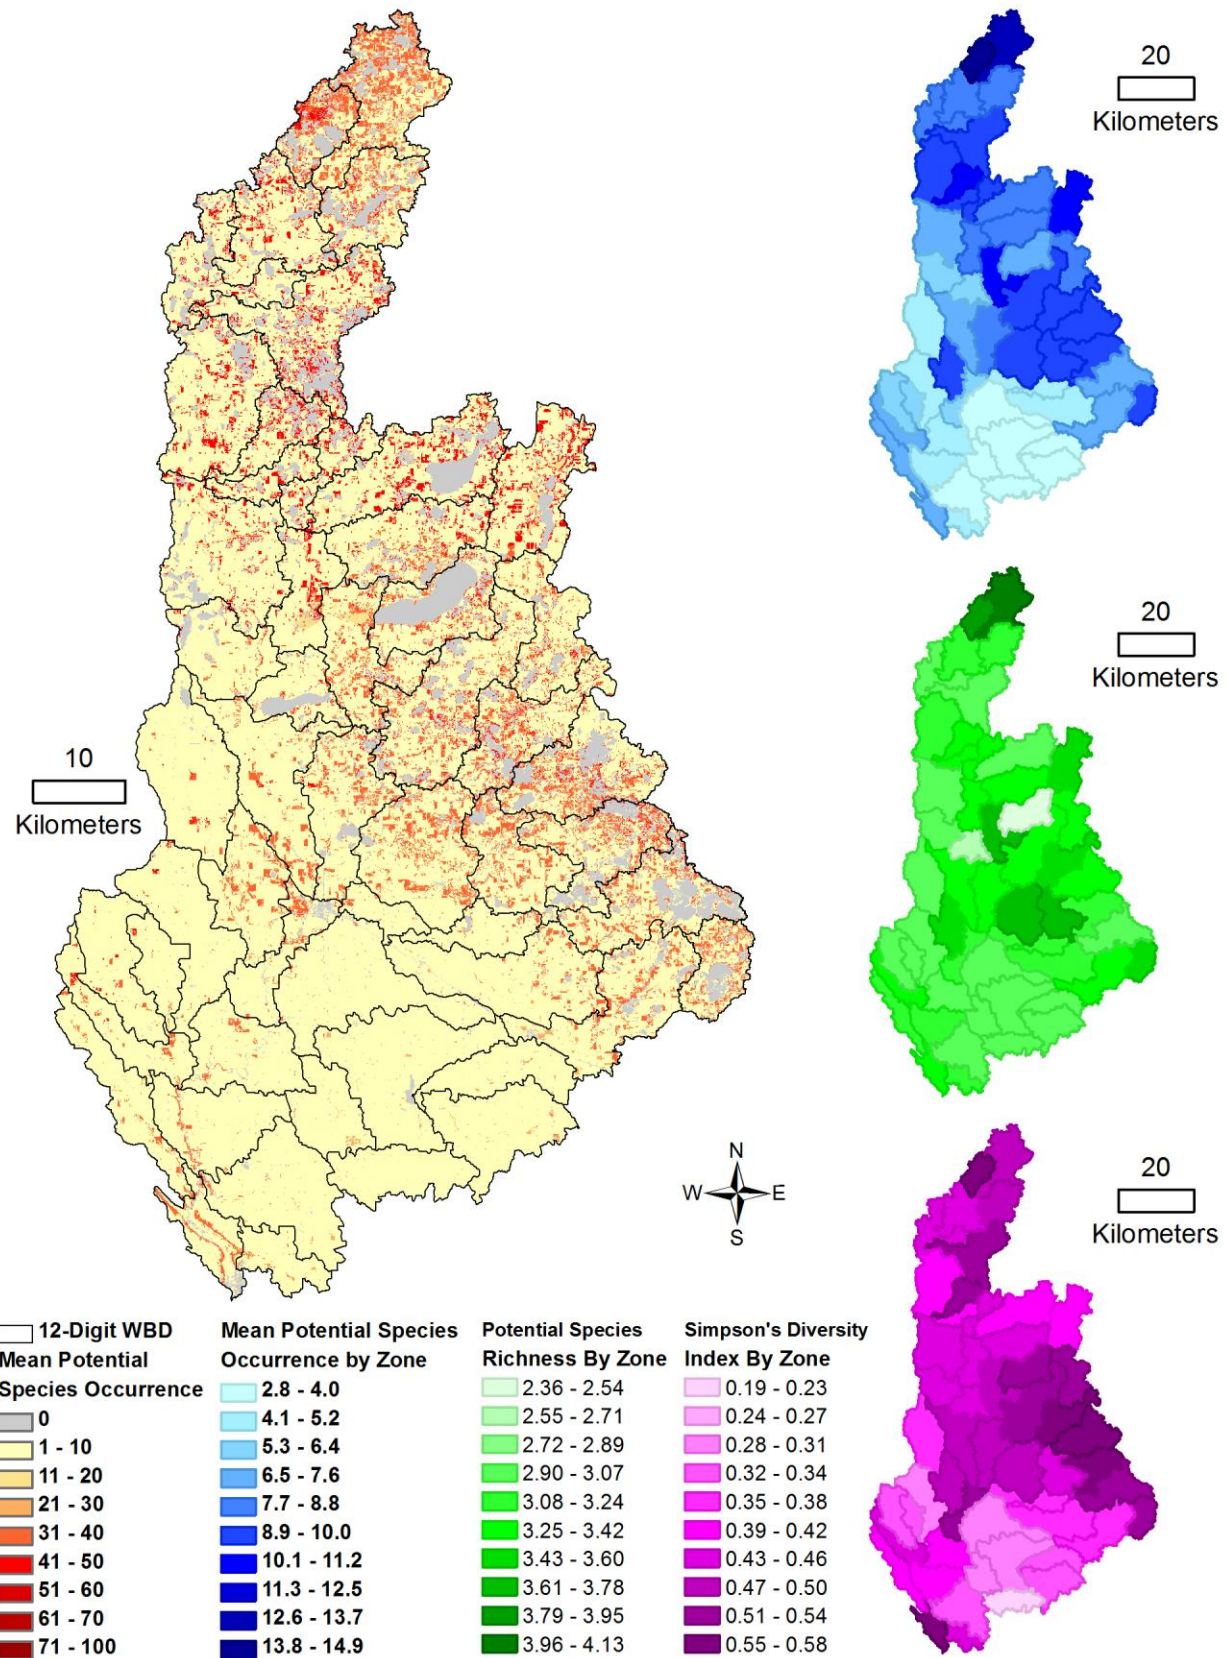 20
Kilometers
20
Kilometers
10
Kilometers
20
Kilometers
N
W E
S
12-Digit WBD
Mean Potential
Species Occurrence
0
1 - 10
11 - 20
21 - 30
31 - 40
41 - 50
51 - 60
61 - 70
71 - 100
Mean Potential Species
Occurrence by Zone
2.8 - 4.0
4.1 - 5.2
5.3 - 6.4
6.5 - 7.6
7.7 - 8.8
8.9 - 10.0
10.1 - 11.2
11.3 - 12.5
12.6 - 13.7
13.8 - 14.9
Potential Species
Richness By Zone
2.36 - 2.54
2.55 - 2.71
2.72 - 2.89
2.90 - 3.07
3.08 - 3.24
3.25 - 3.42
3.43 - 3.60
3.61 - 3.78
3.79 - 3.95
3.96 - 4.13
Simpson's Diversity
Index By Zone
0.19 - 0.23
0.24 - 0.27
0.28 - 0.31
0.32 - 0.34
0.35 - 0.38
0.39 - 0.42
0.43 - 0.46
0.47 - 0.50
0.51 - 0.54
0.55 - 0.58